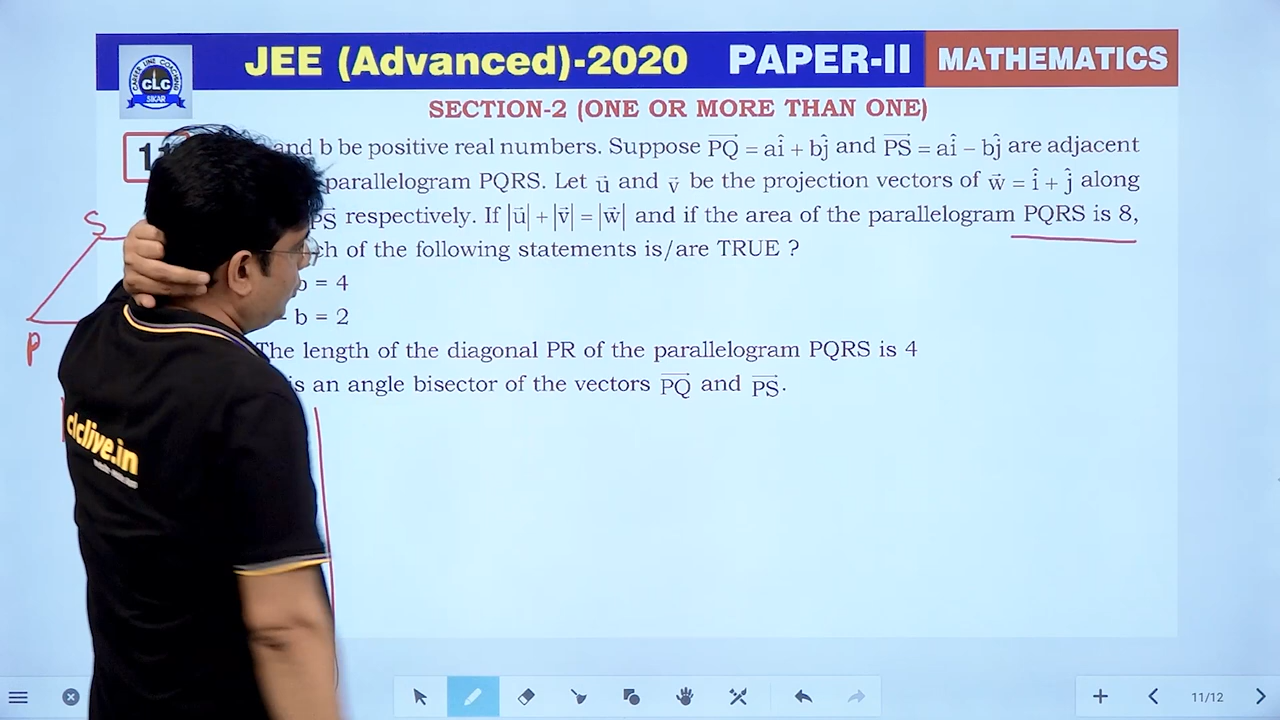 JEE (Advanced)-2020 PAPER-II MATHEMATICS
CLC
SIKAR
SECTION-2 (ONE OR MORE THAN ONE)
and b be positive real numbers. Suppose $\overrightarrow{PQ} = a\hat{i} + b\hat{j}$ and $\overrightarrow{PS} = a\hat{i} - b\hat{j}$ are adjacent
parallelogram PQRS. Let $\vec{u}$ and $\vec{v}$ be the projection vectors of $\vec{w} = \hat{i} + \hat{j}$ along
PS respectively. If $|\vec{u}| + |\vec{v}| = |\vec{w}|$ and if the area of the parallelogram PQRS is 8,
of the following statements is/are TRUE ?
b = 4
b = 2
The length of the diagonal PR of the parallelogram PQRS is 4
is an angle bisector of the vectors $\overrightarrow{PQ}$ and $\overrightarrow{PS}$.
S
P
clclive.in
11/12